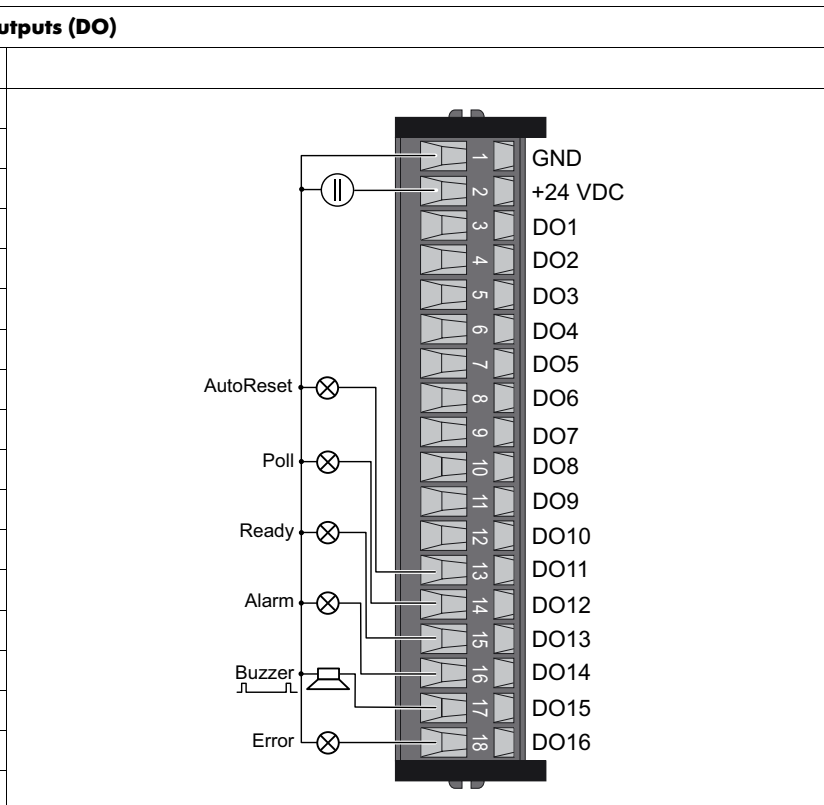 utputs (DO)
1 GND
2 +24 VDC
3 DO1
4 DO2
5 DO3
6 DO4
7 DO5
AutoReset 8 DO6
9 DO7
Poll 10 DO8
11 DO9
Ready 12 DO10
13 DO11
Alarm 14 DO12
15 DO13
Buzzer 16 DO14
17 DO15
Error 18 DO16